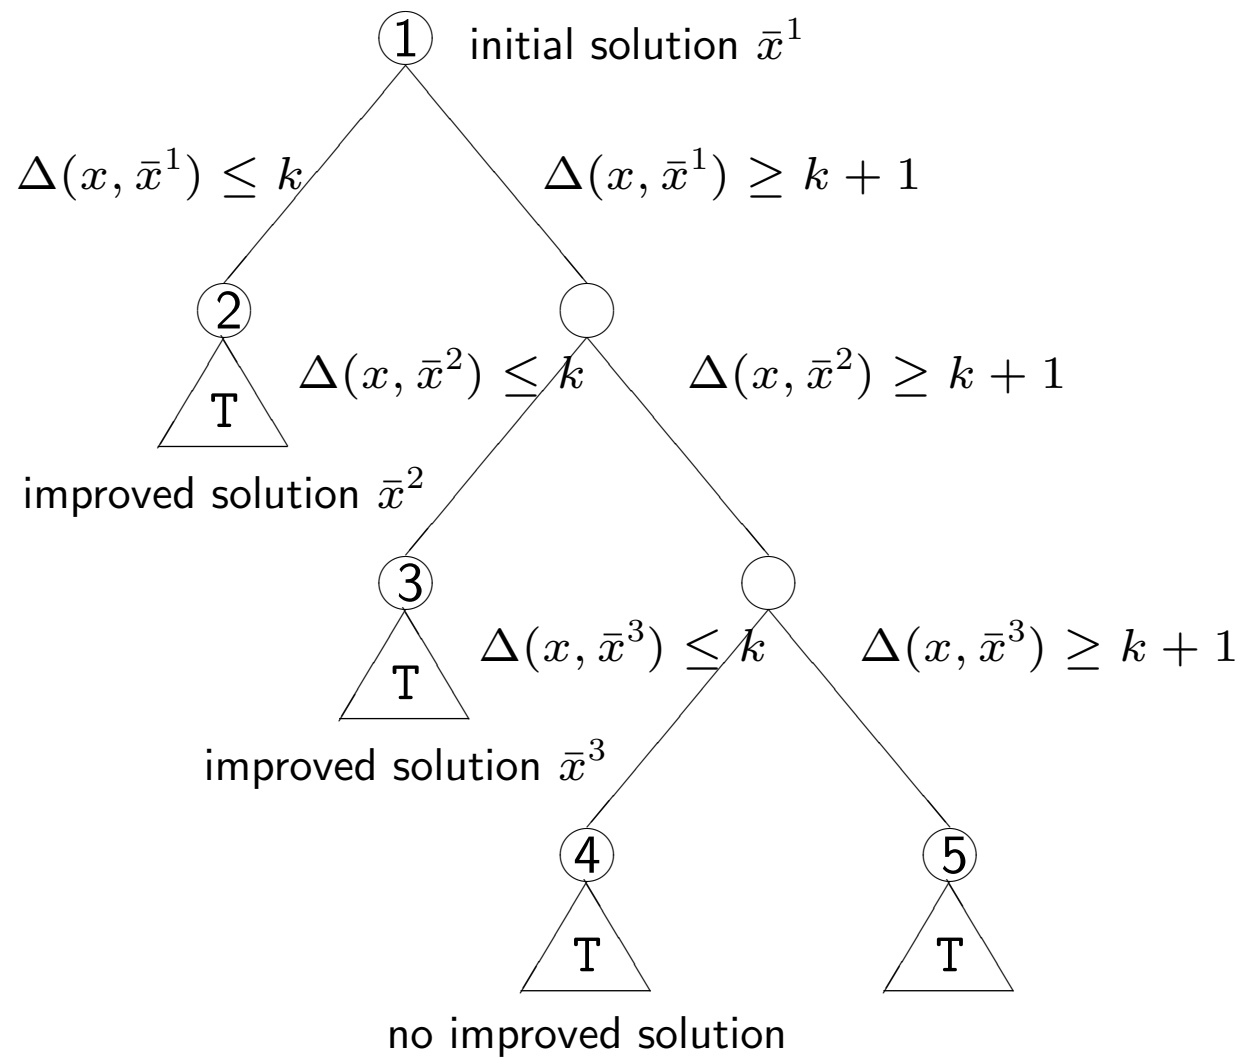 1 initial solution x̄¹
Δ(x, x̄¹) ≤ k
Δ(x, x̄¹) ≥ k + 1
2
T
Δ(x, x̄²) ≤ k
Δ(x, x̄²) ≥ k + 1
improved solution x̄²
3
T
Δ(x, x̄³) ≤ k
Δ(x, x̄³) ≥ k + 1
improved solution x̄³
4
5
T
T
no improved solution